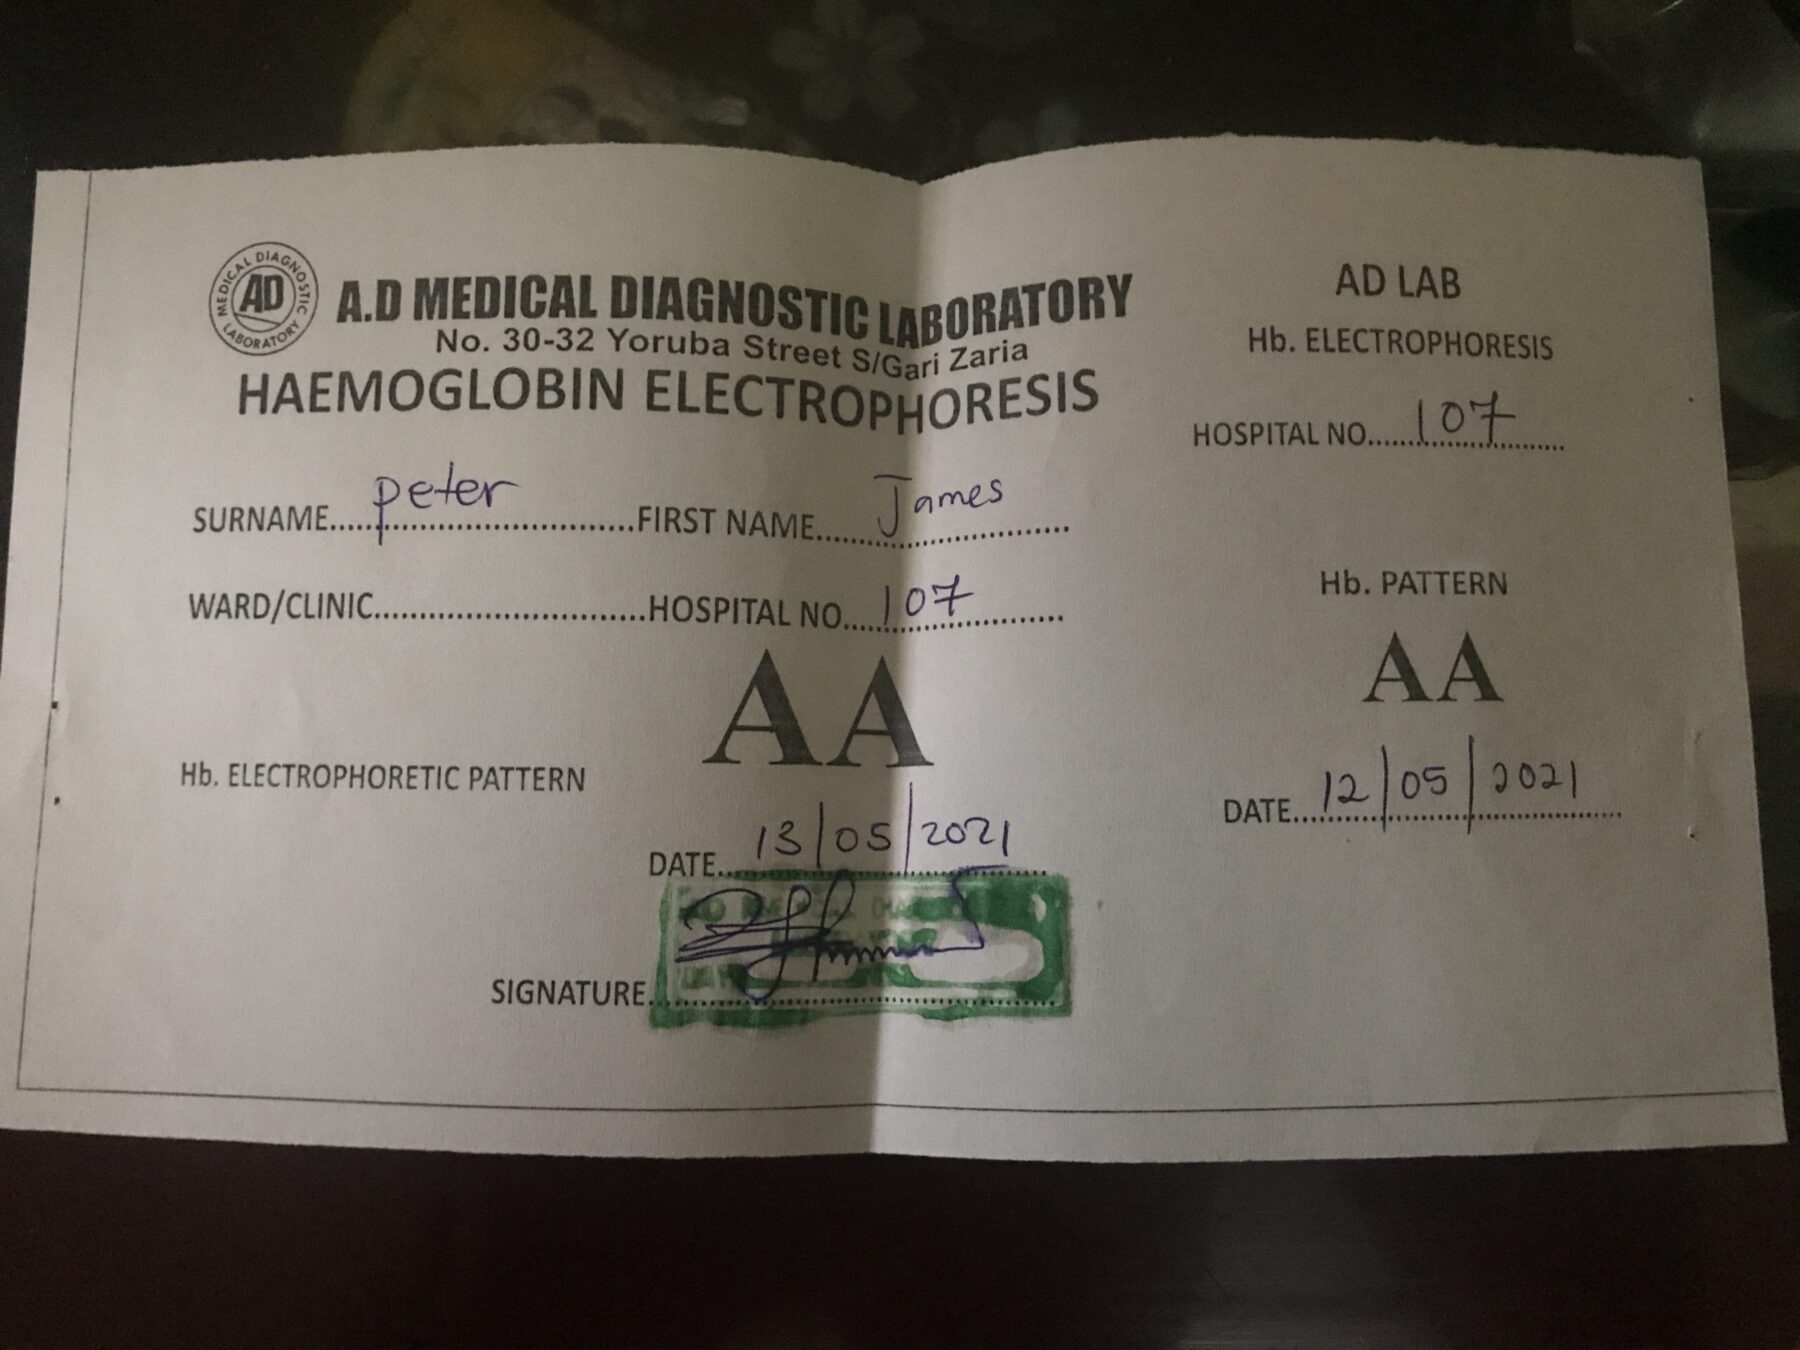 MEDICAL DIAGNOSTIC LABORATORY
AD
A.D MEDICAL DIAGNOSTIC LABORATORY
No. 30-32 Yoruba Street S/Gari Zaria
HAEMOGLOBIN ELECTROPHORESIS
SURNAME peter FIRST NAME James
WARD/CLINIC HOSPITAL NO 107
Hb. ELECTROPHORETIC PATTERN AA
DATE 13/05/2021
SIGNATURE
AD LAB
Hb. ELECTROPHORESIS
HOSPITAL NO 107
Hb. PATTERN
AA
DATE 12/05/2021